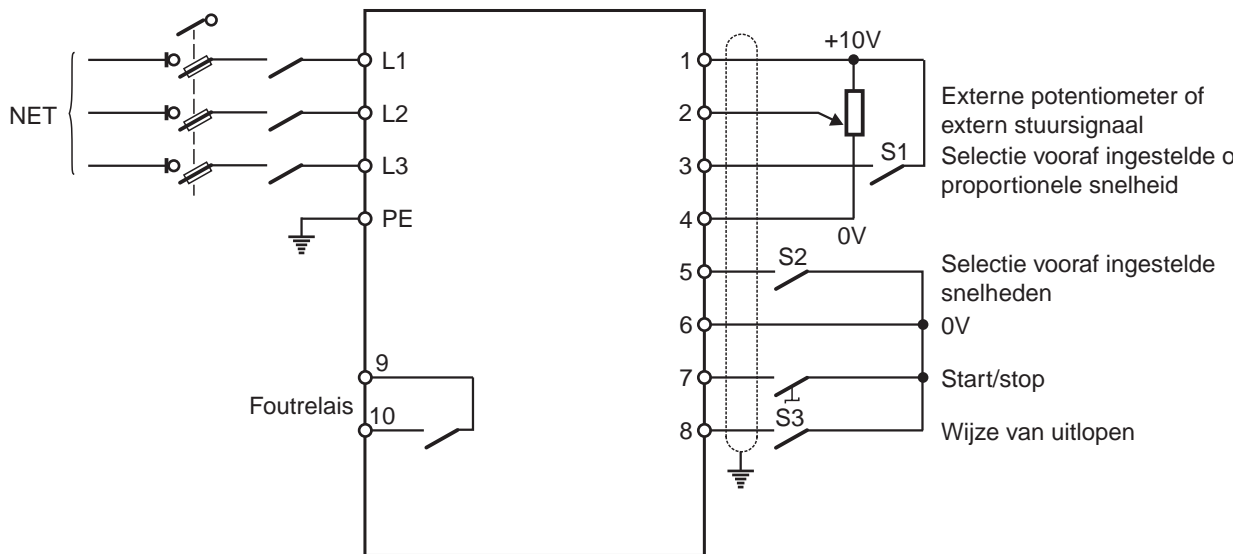 NET
L1
L2
L3
PE
9
Foutrelais
10
1
2
3
4
5
6
7
8
+10V
S1
0V
S2
S3
Externe potentiometer of
extern stuursignaal
Selectie vooraf ingestelde o
proportionele snelheid
Selectie vooraf ingestelde
snelheden
0V
Start/stop
Wijze van uitlopen